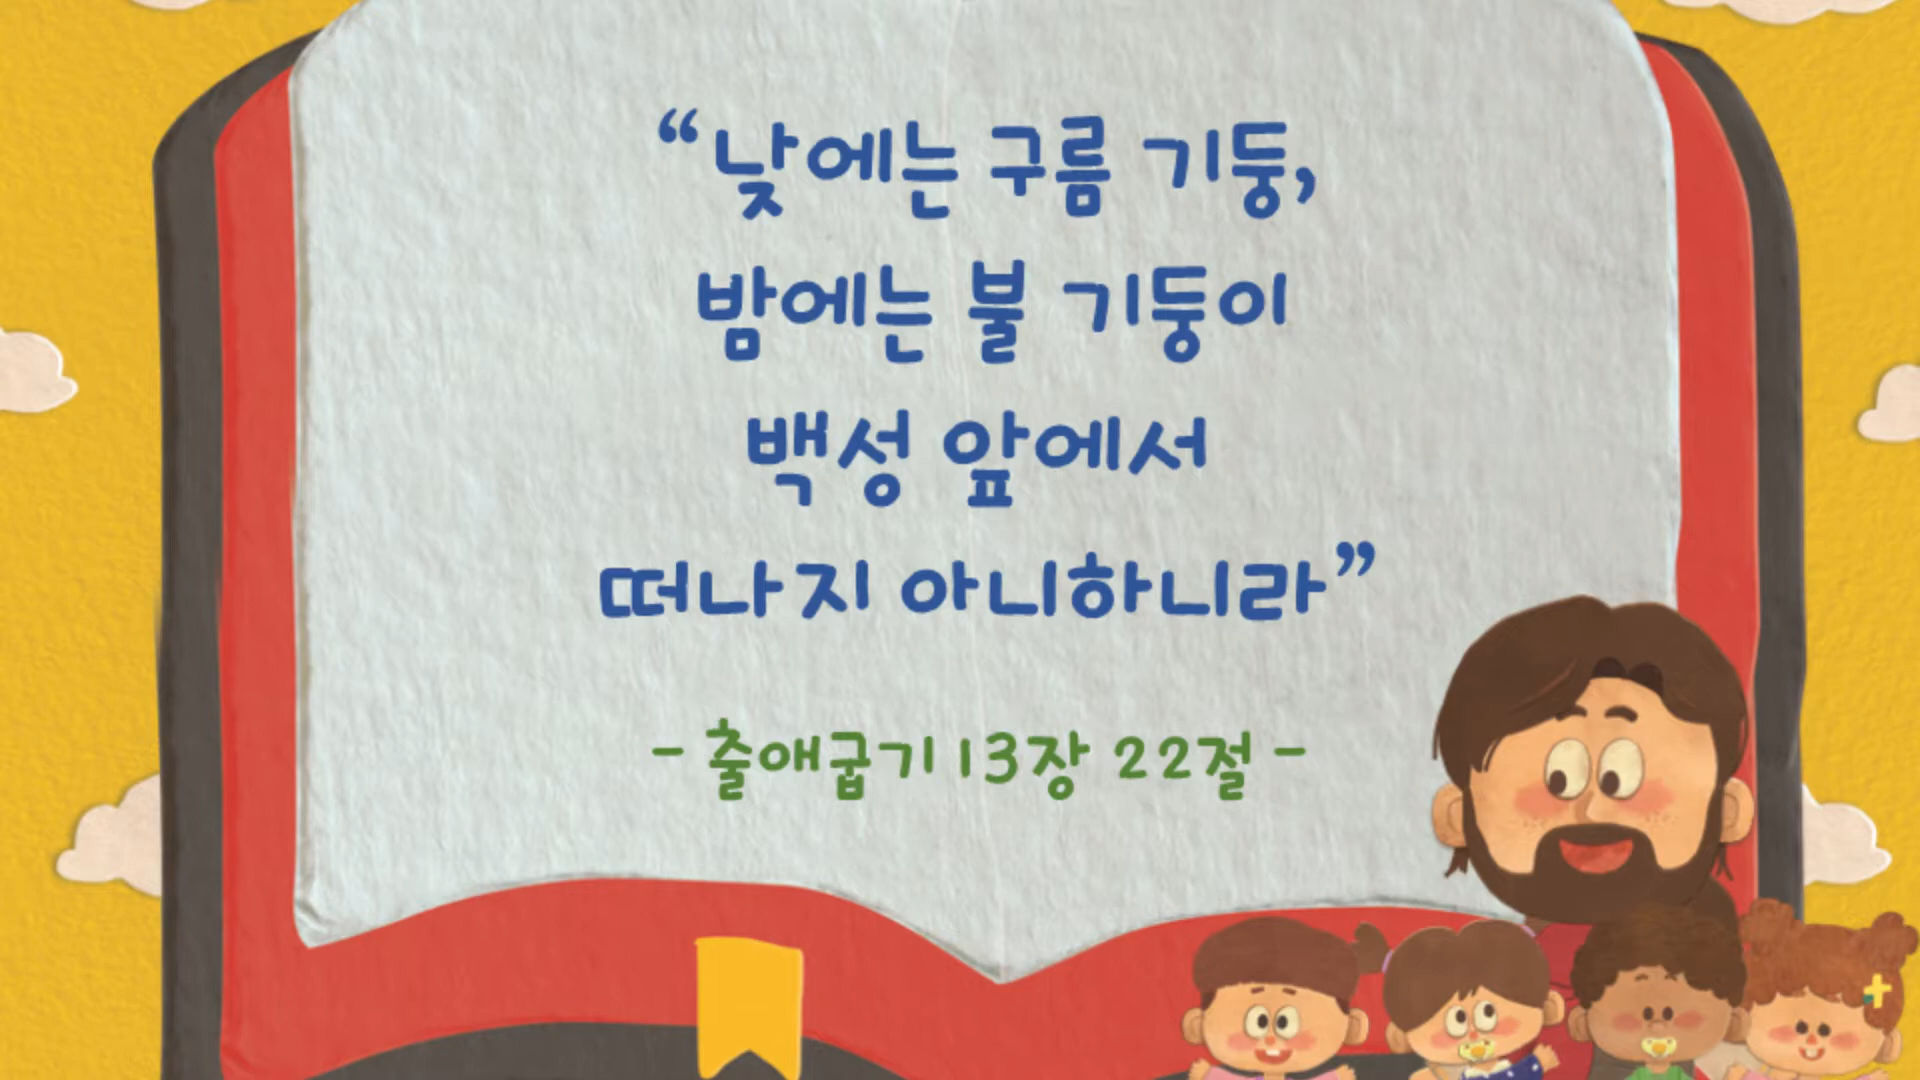 “낮에는 구름 기둥,
밤에는 불 기둥이
백성 앞에서
떠나지 아니하니라”
- 출애굽기 13장 22절 -